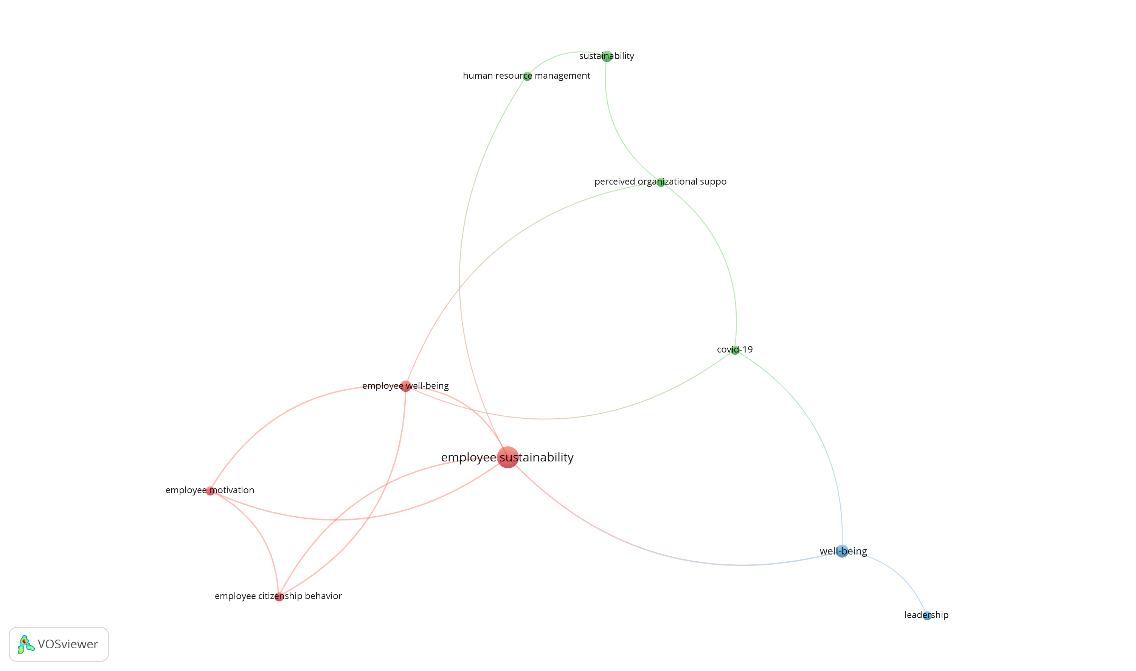 sustainability
human resource management
perceived organizational suppo
covid-19
employee well-being
employee sustainability
employee motivation
well-being
employee citizenship behavior
leadership
VOSviewer